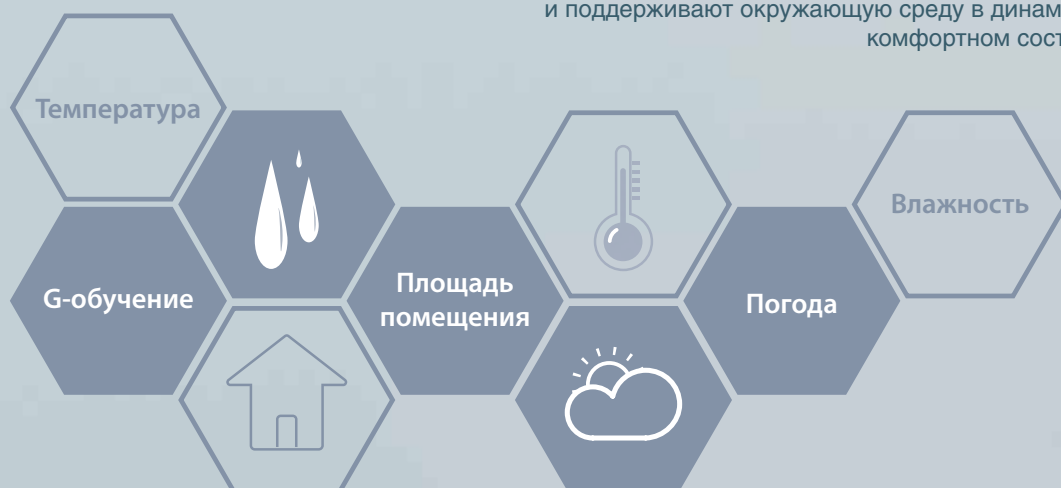 и поддерживают окружающую среду в
комфортном
Температура
Влажность
G-обучение
Площадь
помещения
Погода